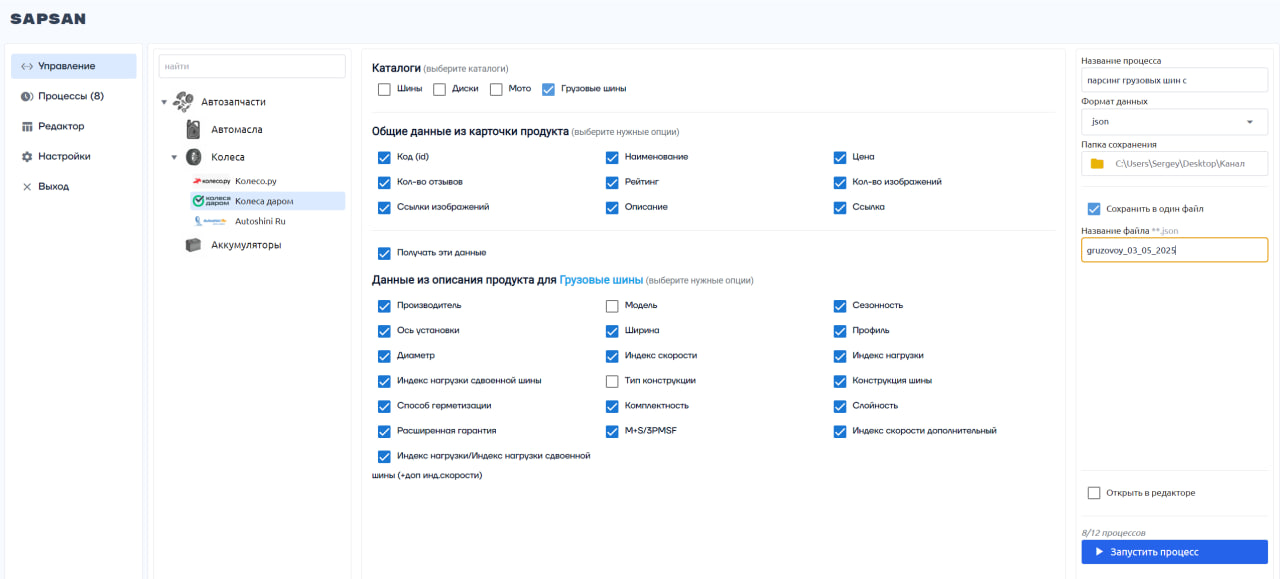 SAPSAN
Управление
Процессы (8)
Редактор
Настройки
Выход
найти
Автозапчасти
Автомасла
Колеса
КОЛЕСО.РУ Колесо.ру
КОЛЕСА ДАРОМ Колеса даром
Autoshini Ru
Аккумуляторы
Каталоги (выберите каталоги)
Шины Диски Мото Грузовые шины
Общие данные из карточки продукта (выберите нужные опции)
Код (id) Наименование Цена
Кол-во отзывов Рейтинг Кол-во изображений
Ссылки изображений Описание Ссылка
Получать эти данные
Данные из описания продукта для Грузовые шины (выберите нужные опции)
Производитель Модель Сезонность
Ось установки Ширина Профиль
Диаметр Индекс скорости Индекс нагрузки
Индекс нагрузки сдвоенной шины Тип конструкции Конструкция шины
Способ герметизации Комплектность Слойность
Расширенная гарантия M+S/3PMSF Индекс скорости дополнительный
Индекс нагрузки/Индекс нагрузки сдвоенной
шины (+доп инд.скорости)
Название процесса
парсинг грузовых шин с
Формат данных
json
Папка сохранения
C:\Users\Sergey\Desktop\Канал
Сохранить в один файл
Название файла **.json
gruzovoy_03_05_2025
Открыть в редакторе
8/12 процессов
Запустить процесс